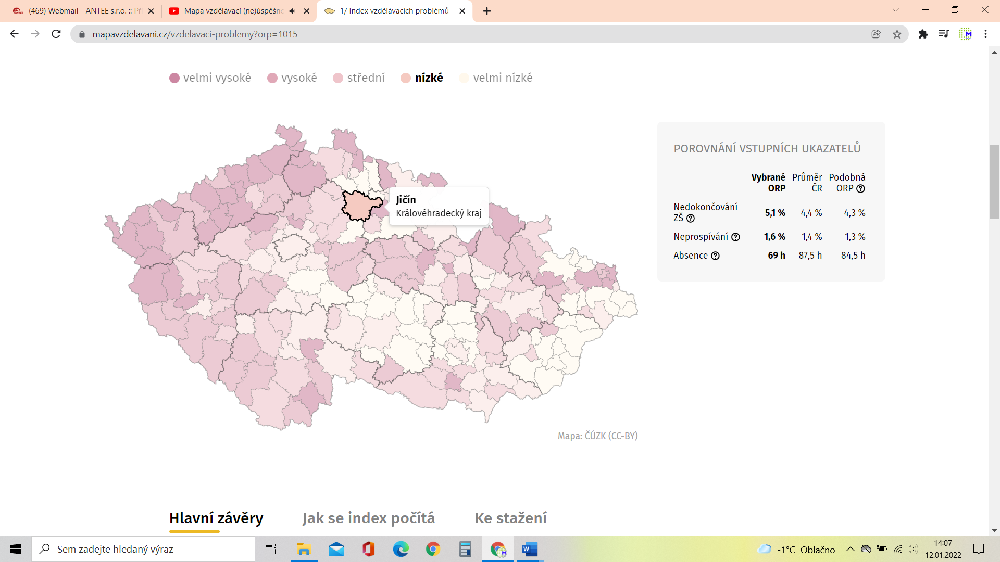 (469) Webmail - ANTEE s.r.o. :: Př
Mapa vzdělávací (ne)úspěšno
1/ Index vzdělávacích problémů -
mapavzdelavani.cz/vzdelavaci-problemy?orp=1015
velmi vysoké vysoké střední nízké velmi nízké
Jičín
Královéhradecký kraj
POROVNÁNÍ VSTUPNÍCH UKAZATELŮ
Vybrané ORP Průměr ČR Podobná ORP
Nedokončování ZŠ 5,1 % 4,4 % 4,3 %
Neprospívání 1,6 % 1,4 % 1,3 %
Absence 69 h 87,5 h 84,5 h
Mapa: ČÚZK (CC-BY)
Hlavní závěry Jak se index počítá Ke stažení
Sem zadejte hledaný výraz
-1°C Oblačno
14:07
12.01.2022